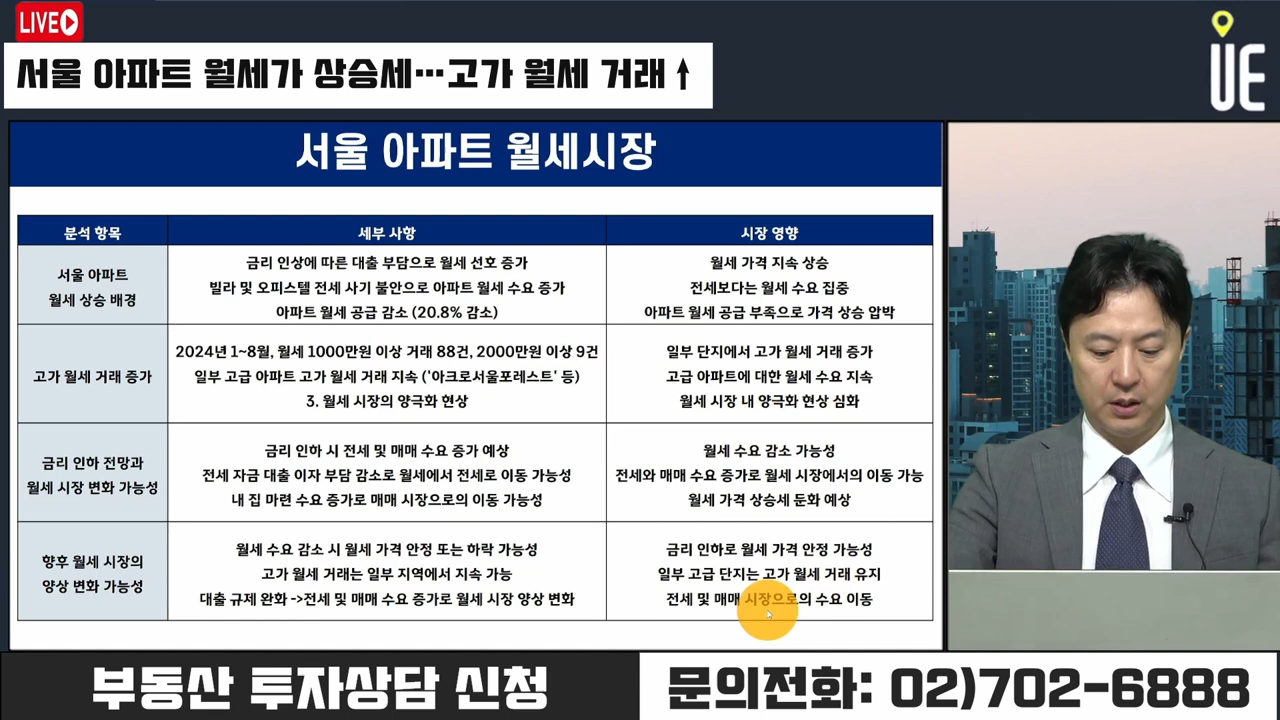 LIVE
서울 아파트 월세가 상승세…고가 월세 거래↑
UE
서울 아파트 월세시장
분석 항목
세부 사항
시장 영향
서울 아파트
월세 상승 배경
금리 인상에 따른 대출 부담으로 월세 선호 증가
빌라 및 오피스텔 전세 사기 불안으로 아파트 월세 수요 증가
아파트 월세 공급 감소 (20.8% 감소)
월세 가격 지속 상승
전세보다는 월세 수요 집중
아파트 월세 공급 부족으로 가격 상승 압박
고가 월세 거래 증가
2024년 1~8월, 월세 1000만원 이상 거래 88건, 2000만원 이상 9건
일부 고급 아파트 고가 월세 거래 지속 ('아크로서울포레스트' 등)
3. 월세 시장의 양극화 현상
일부 단지에서 고가 월세 거래 증가
고급 아파트에 대한 월세 수요 지속
월세 시장 내 양극화 현상 심화
금리 인하 전망과
월세 시장 변화 가능성
금리 인하 시 전세 및 매매 수요 증가 예상
전세 자금 대출 이자 부담 감소로 월세에서 전세로 이동 가능성
내 집 마련 수요 증가로 매매 시장으로의 이동 가능성
월세 수요 감소 가능성
전세와 매매 수요 증가로 월세 시장에서의 이동 가능
월세 가격 상승세 둔화 예상
향후 월세 시장의
양상 변화 가능성
월세 수요 감소 시 월세 가격 안정 또는 하락 가능성
고가 월세 거래는 일부 지역에서 지속 가능
대출 규제 완화 ->전세 및 매매 수요 증가로 월세 시장 양상 변화
금리 인하로 월세 가격 안정 가능성
일부 고급 단지는 고가 월세 거래 유지
전세 및 매매 시장으로의 수요 이동
부동산 투자상담 신청
문의전화: 02)702-6888